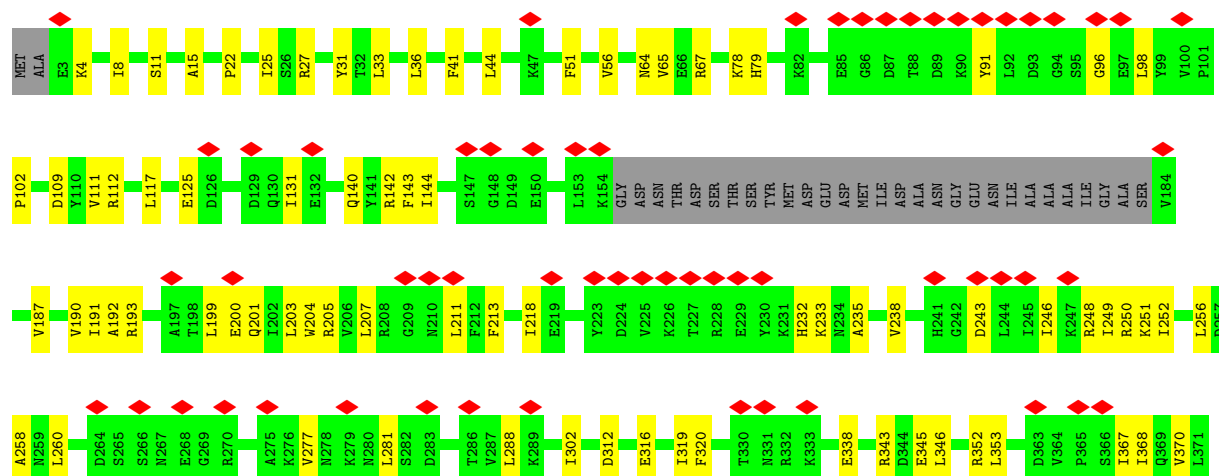 MET ALA E3 K4 I8 S11 A15 P22 I25 S26 R27 Y31 T32 L33 L36 F41 L44 K47 F51 V56 N64 V65 E66 R67 K78 H79 K82 E85 G86 D87 T88 D89 K90 Y91 L92 D93 G94 S95 G96 E97 L98 Y99 V100 P101
P102 D109 Y110 V111 R112 L117 E125 D126 D129 Q130 I131 E132 Q140 Y141 R142 F143 I144 S147 G148 D149 E150 L153 K154 GLY ASP ASN THR ASP SER THR SER TYR MET ASP GLU ASP MET ILE ASP ALA ASN GLY GLU ASN ILE ALA ALA ALA ILE GLY ALA SER V184
V187 V190 I191 A192 R193 A197 T198 L199 E200 Q201 I202 L203 W204 R205 V206 L207 R208 G209 N210 L211 F212 F213 I218 E219 Y223 D224 V225 K226 T227 R228 E229 Y230 K231 H232 K233 N234 A235 V238 H241 G242 D243 L244 I245 I246 K247 R248 I249 R250 K251 I252 L256 D257
A258 N259 L260 D264 S265 S266 N267 E268 G269 R270 A275 K276 V277 N278 K279 N280 L281 S282 D283 T286 V287 L288 K289 I302 D312 E316 I319 F320 T330 N331 R332 K333 E338 R343 D344 E345 L346 R352 L353 D363 V364 P365 S366 I367 I368 Q369 V370 L371